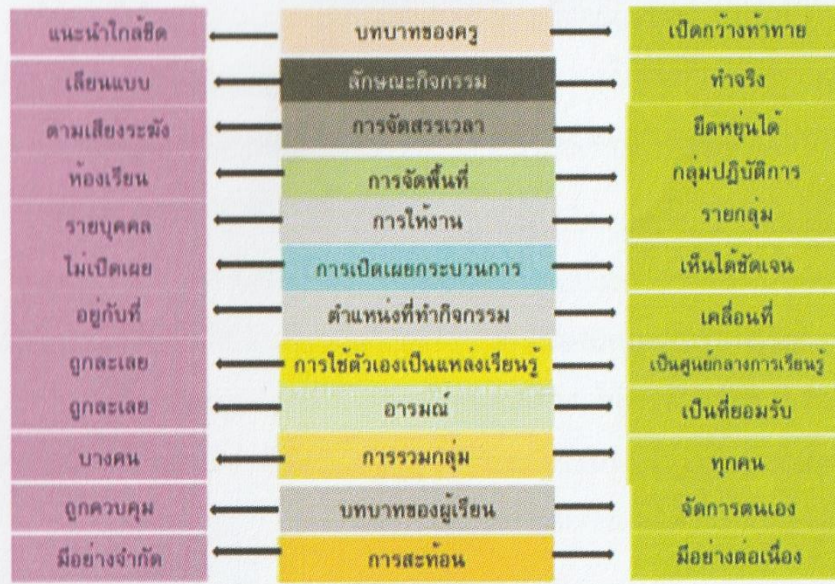 แนะนำใกล้ชิด บทบาทของครู เปิดกว้างท้าทาย
เลียนแบบ ลักษณะกิจกรรม ทำจริง
ตามเสียงระฆัง การจัดสรรเวลา ยืดหยุ่นได้
ห้องเรียน การจัดพื้นที่ กลุ่มปฏิบัติการ
รายบุคคล การให้งาน รายกลุ่ม
ไม่เปิดเผย การเปิดเผยกระบวนการ เห็นได้ชัดเจน
อยู่กับที่ ตำแหน่งที่ทำกิจกรรม เคลื่อนที่
ถูกละเลย การใช้ตัวเองเป็นแหล่งเรียนรู้ เป็นศูนย์กลางการเรียนรู้
ถูกละเลย อารมณ์ เป็นที่ยอมรับ
บางคน การรวมกลุ่ม ทุกคน
ถูกควบคุม บทบาทของผู้เรียน จัดการตนเอง
มีอย่างจำกัด การสะท้อน มีอย่างต่อเนื่อง